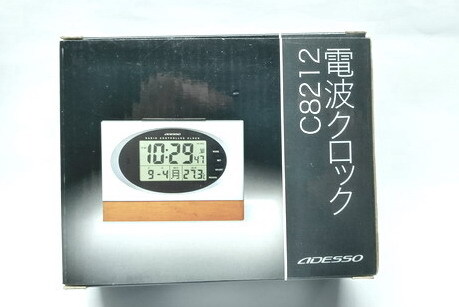 電波クロック
C8212
ADESSO
ADESSO
RADIO CONTROLLED CLOCK
10:29 47
9-4 月 27.3